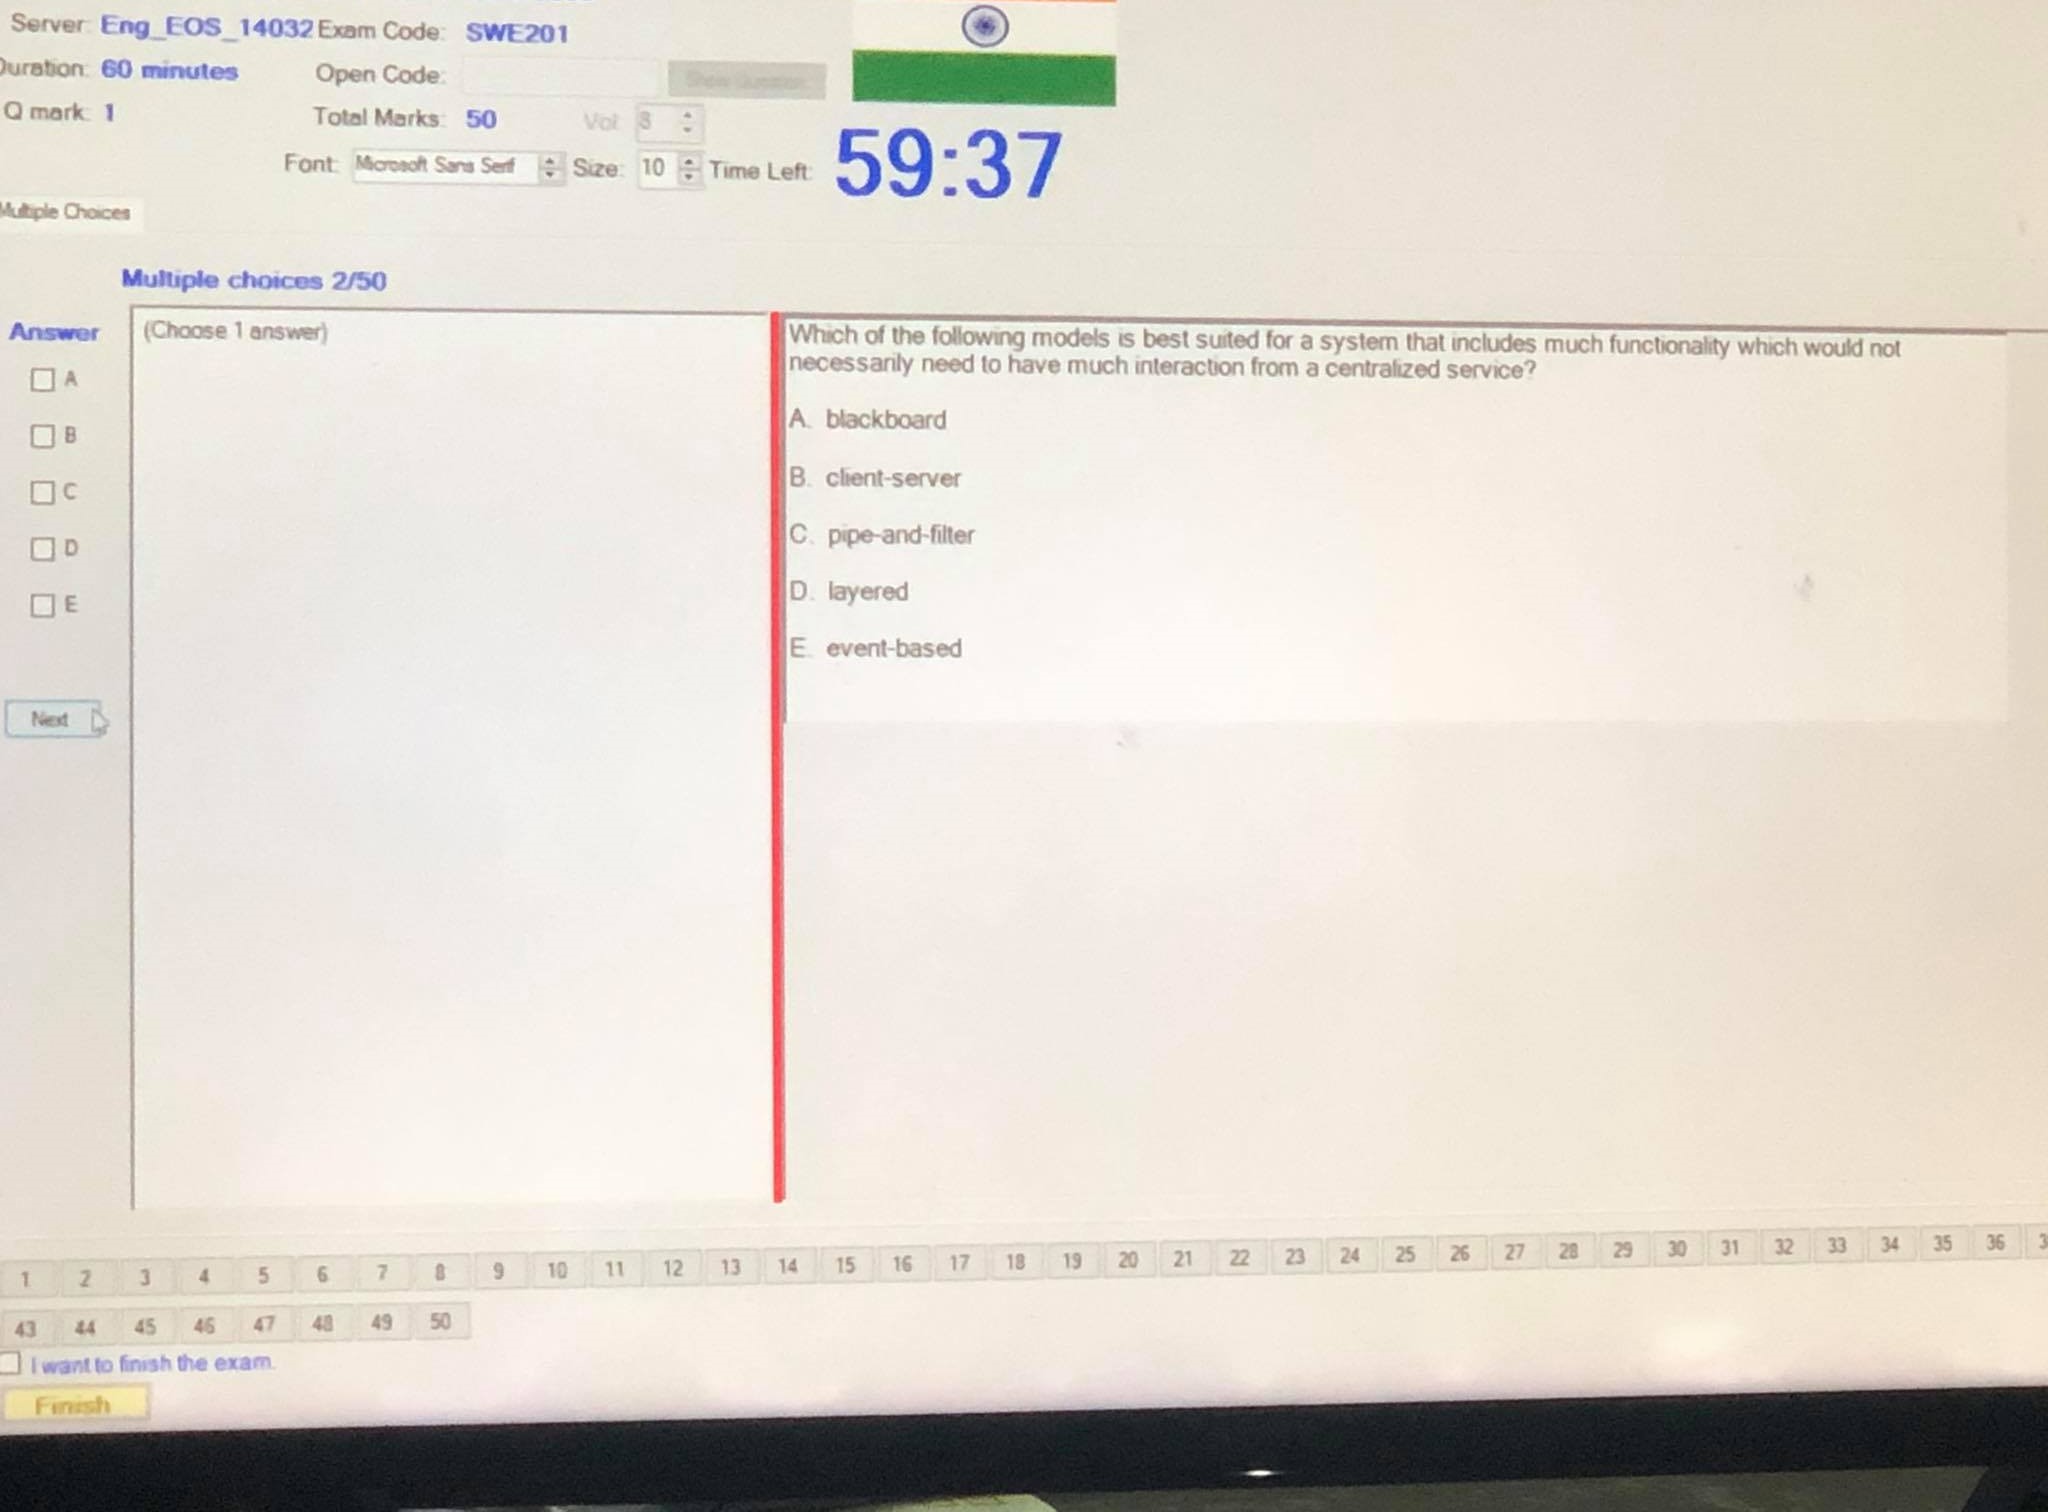 Server: Eng_EOS_14032 Exam Code: SWE201
Duration: 60 minutes Open Code:
Q mark: 1 Total Marks: 50 Vol: 8
Font: Microsoft Sans Serif Size: 10 Time Left: 59:37
Multiple Choices
Multiple choices 2/50
Answer
(Choose 1 answer)
A
B
C
D
E
Next
Which of the following models is best suited for a system that includes much functionality which would not
necessarily need to have much interaction from a centralized service?
A. blackboard
B. client-server
C. pipe-and-filter
D. layered
E. event-based
1 2 3 4 5 6 7 8 9 10 11 12 13 14 15 16 17 18 19 20 21 22 23 24 25 26 27 28 29 30 31 32 33 34 35 36
43 44 45 46 47 48 49 50
I want to finish the exam.
Finish